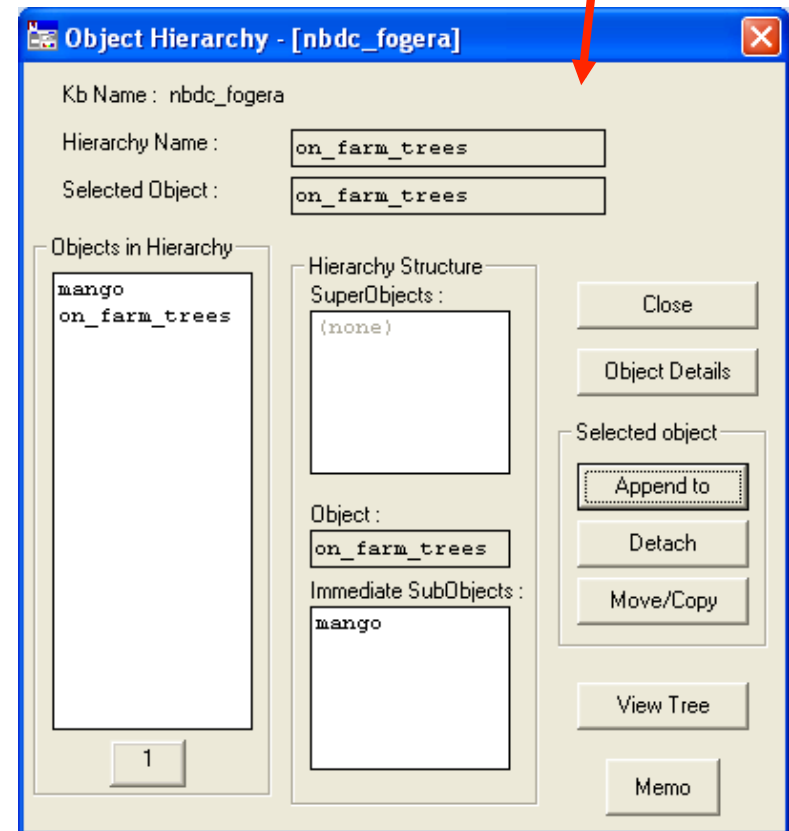 Object Hierarchy - [nbdc_fogera]
Kb Name : nbdc_fogera
Hierarchy Name : on_farm_trees
Selected Object : on_farm_trees
Objects in Hierarchy
mango
on_farm_trees
1
Hierarchy Structure
SuperObjects :
(none)
Object :
on_farm_trees
Immediate SubObjects :
mango
Close
Object Details
Selected object
Append to
Detach
Move/Copy
View Tree
Memo